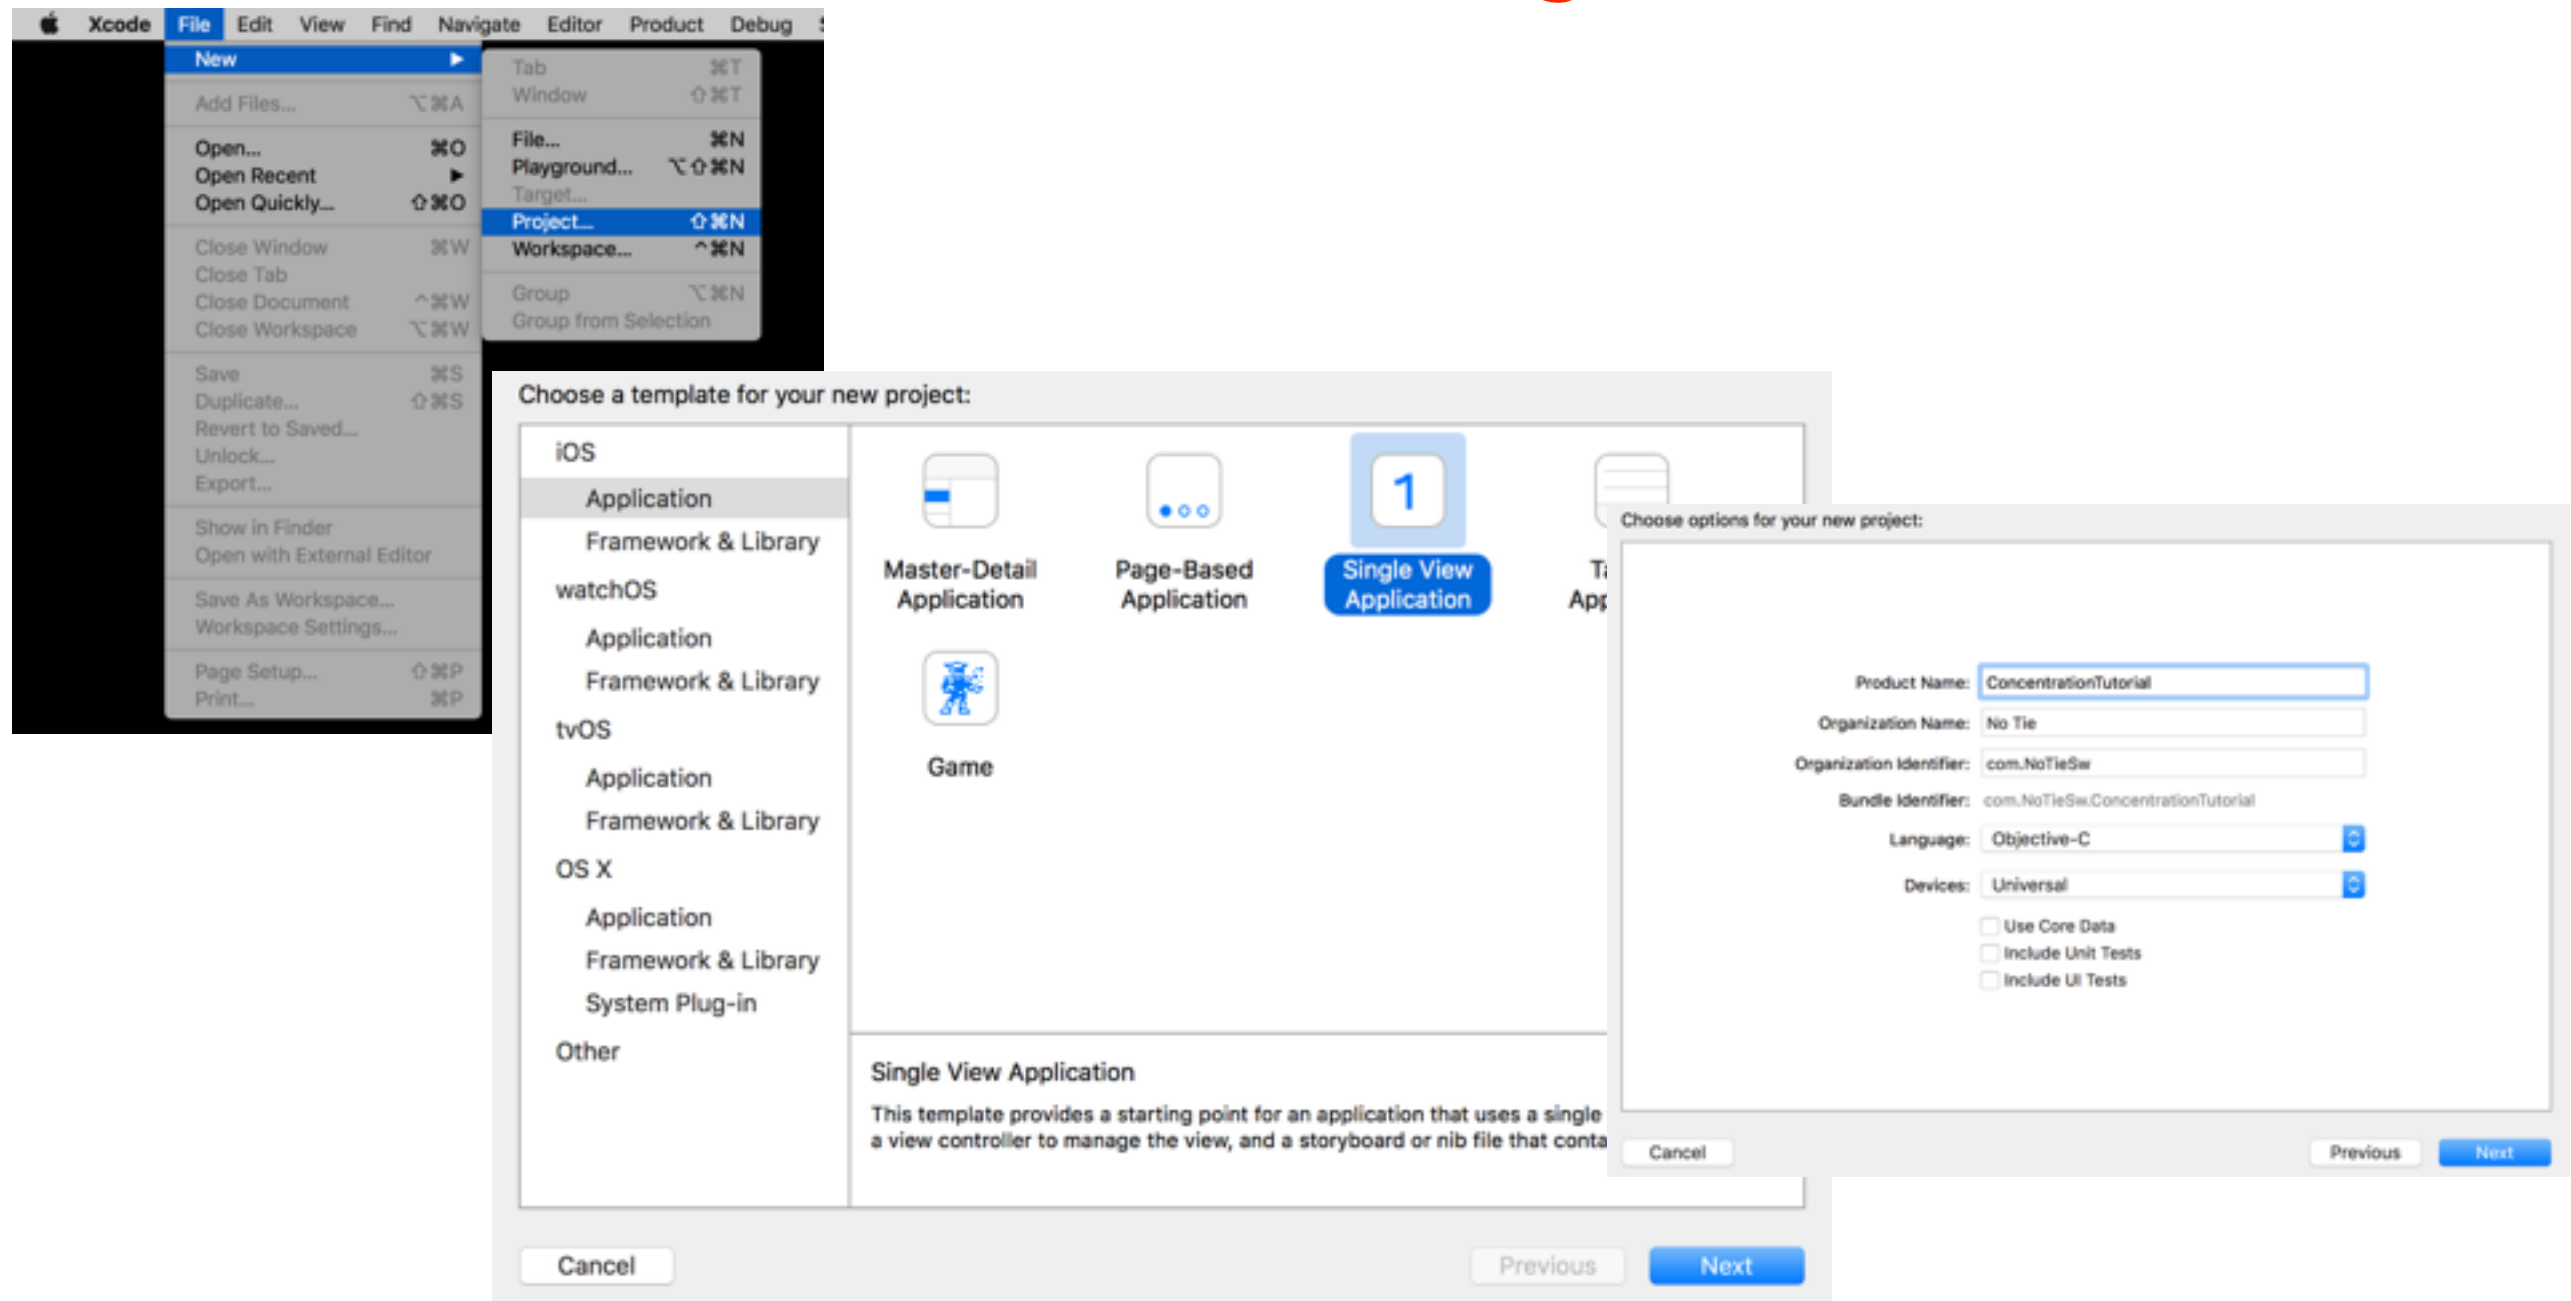 Xcode File Edit View Find Navigate Editor Product Debug
New
Add Files... ⌥⌘A
Open... ⌘O
Open Recent
Open Quickly... ⇧⌘O
Close Window ⌘W
Close Tab
Close Document ^⌘W
Close Workspace ⌥⌘W
Save ⌘S
Duplicate... ⇧⌘S
Revert to Saved...
Unlock...
Export...
Show in Finder
Open with External Editor
Save As Workspace...
Workspace Settings...
Page Setup... ⇧⌘P
Print... ⌘P
Tab ⌘T
Window ⇧⌘T
File... ⌘N
Playground... ⌥⇧⌘N
Target...
Project... ⇧⌘N
Workspace... ^⌘N
Group ⌥⌘N
Group from Selection
Choose a template for your new project:
iOS
Application
Framework & Library
watchOS
Application
Framework & Library
tvOS
Application
Framework & Library
OS X
Application
Framework & Library
System Plug-in
Other
Master-Detail
Application
Page-Based
Application
1
Single View
Application
App
Game
Single View Application
This template provides a starting point for an application that uses a single
a view controller to manage the view, and a storyboard or nib file that conta
Cancel
Previous
Next
Choose options for your new project:
Product Name: ConcentrationTutorial
Organization Name: No Tie
Organization Identifier: com.NoTieSw
Bundle Identifier: com.NoTieSw.ConcentrationTutorial
Language: Objective-C
Devices: Universal
Use Core Data
Include Unit Tests
Include UI Tests
Cancel
Previous
Next